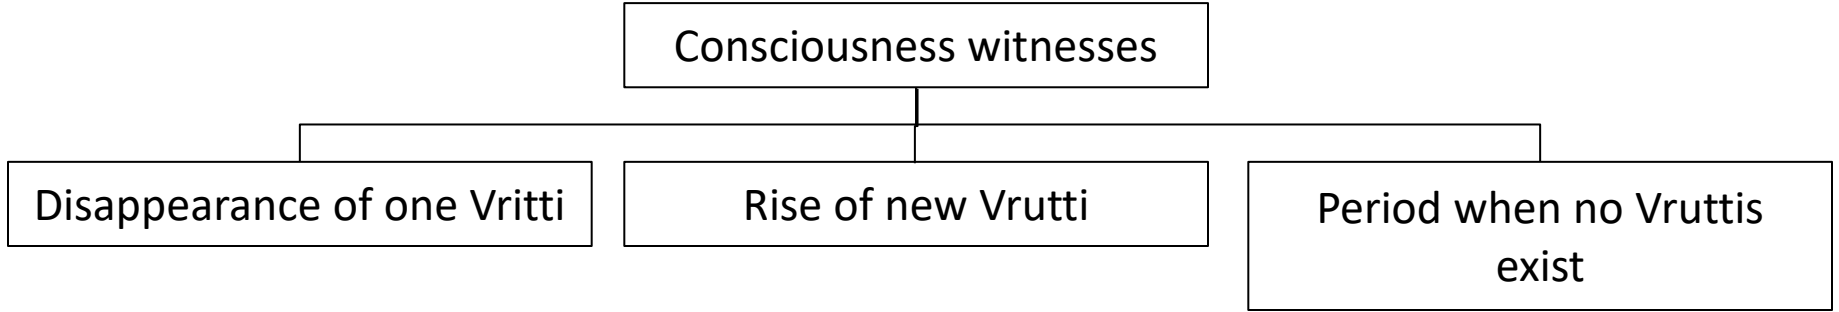 Consciousness witnesses
Disappearance of one Vritti
Rise of new Vrutti
Period when no Vruttis
exist